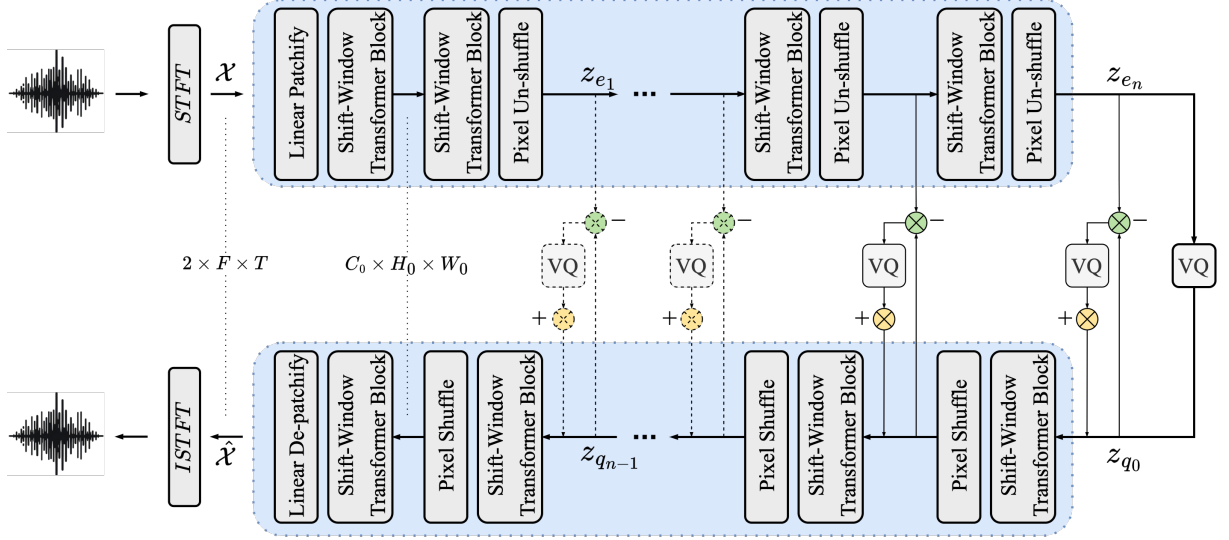 STFT
𝒳
Linear Patchify
Shift-Window
Transformer Block
Shift-Window
Transformer Block
Pixel Un-shuffle
z_{e_1}
...
Shift-Window
Transformer Block
Pixel Un-shuffle
Shift-Window
Transformer Block
Pixel Un-shuffle
z_{e_n}
−
−
−
−
2 × F × T
C_0 × H_0 × W_0
VQ
VQ
VQ
VQ
VQ
+
+
+
+
ISTFT
𝒳̂
Linear De-patchify
Shift-Window
Transformer Block
Pixel Shuffle
Shift-Window
Transformer Block
z_{q_{n-1}}
...
Pixel Shuffle
Shift-Window
Transformer Block
Pixel Shuffle
Shift-Window
Transformer Block
z_{q_0}